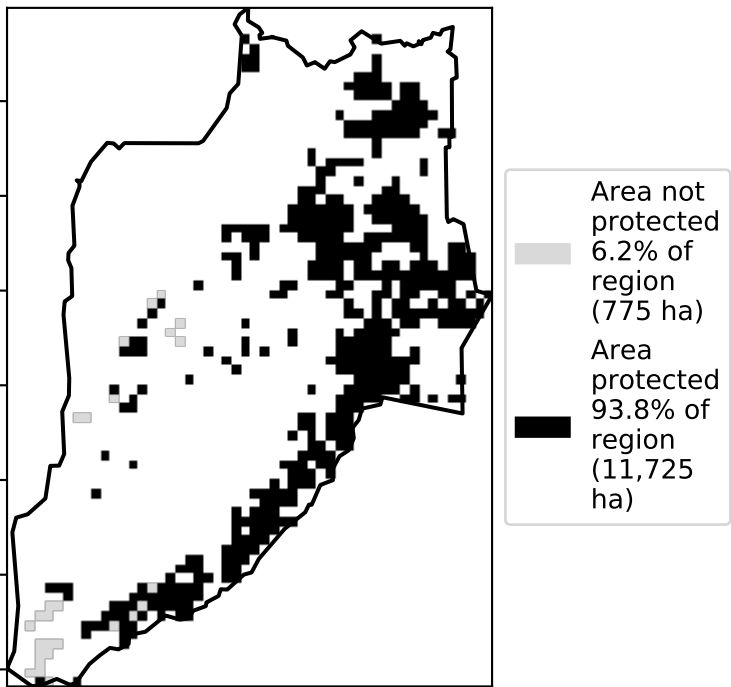 Area not
protected
6.2% of
region
(775 ha)
Area
protected
93.8% of
region
(11,725
ha)